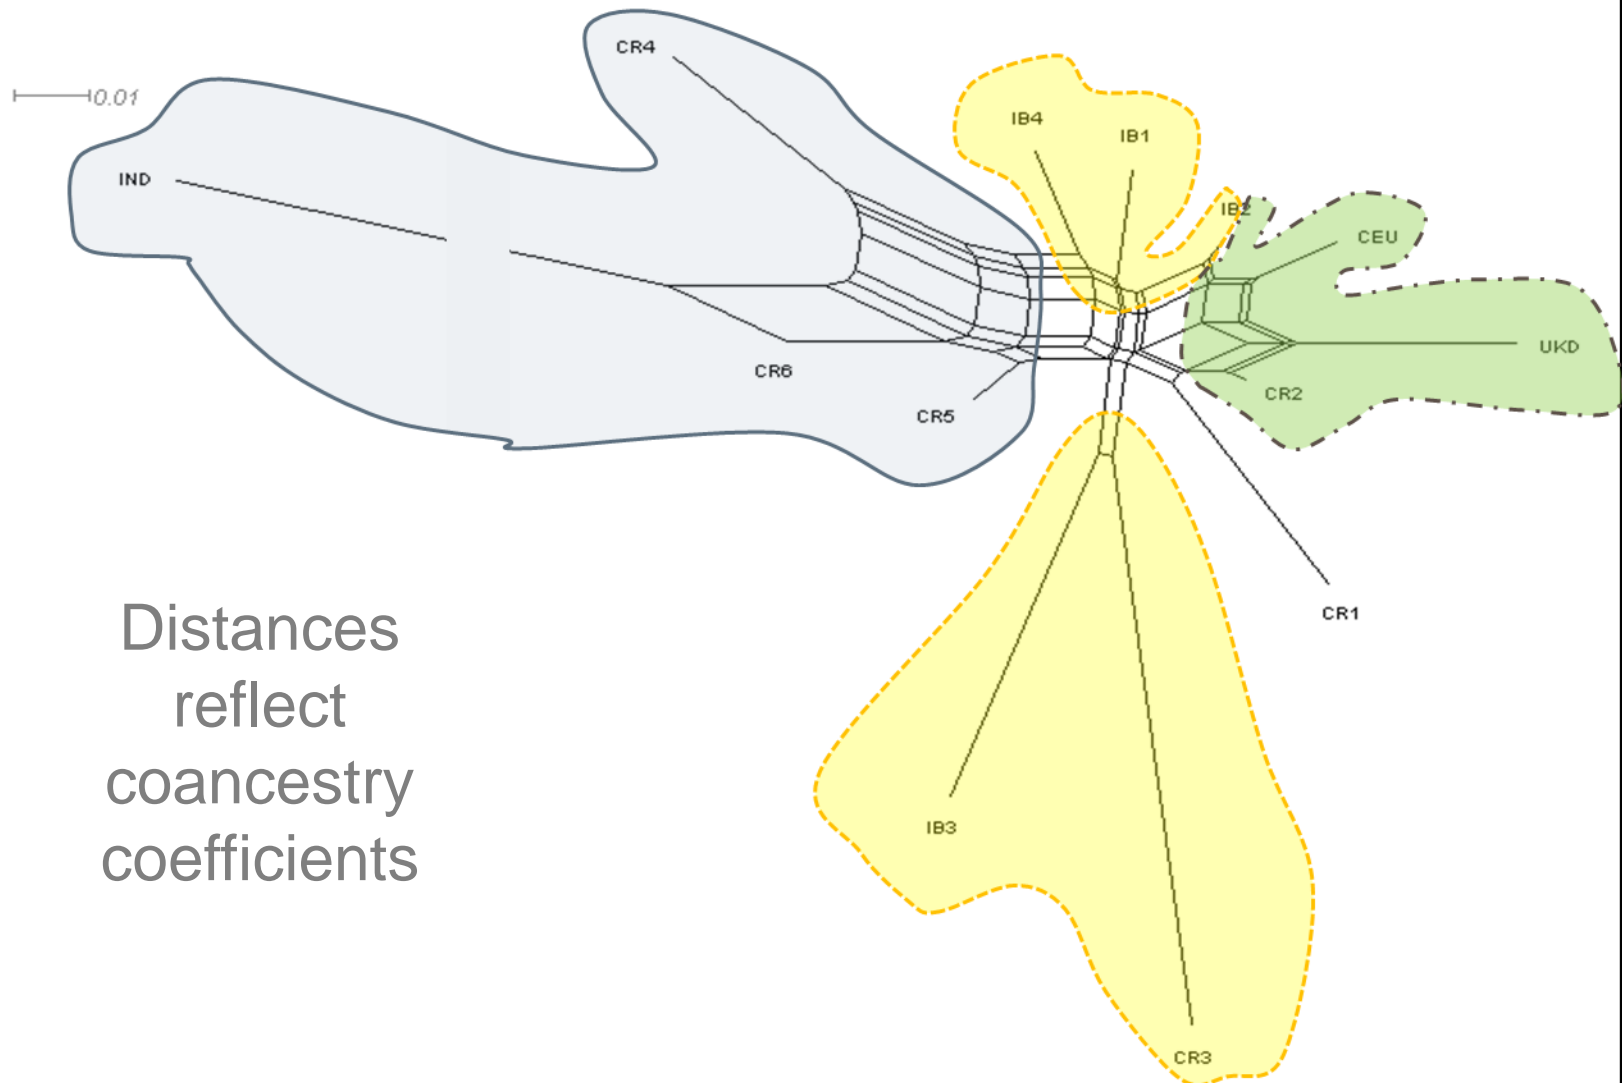 CR4
0.01
IB4
IB1
IND
IB2
CEU
UKD
CR6
CR2
CR5
CR1
Distances
reflect
coancestry
coefficients
IB3
CR3